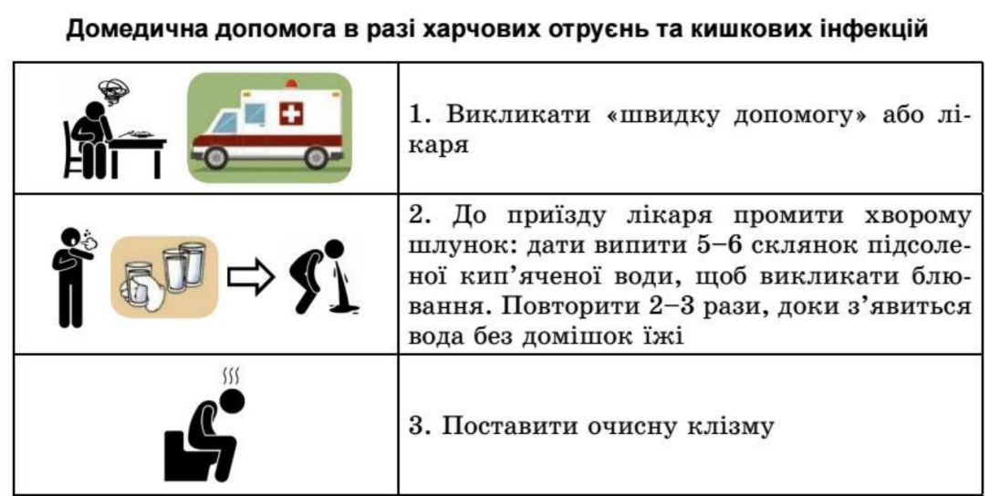 Домедична допомога в разі харчових отруєнь та кишкових інфекцій
1. Викликати «швидку допомогу» або лі-
каря
2. До приїзду лікаря промити хворому
шлунок: дати випити 5–6 склянок підсоле-
ної кип’яченої води, щоб викликати блю-
вання. Повторити 2–3 рази, доки з’явиться
вода без домішок їжі
3. Поставити очисну клізму